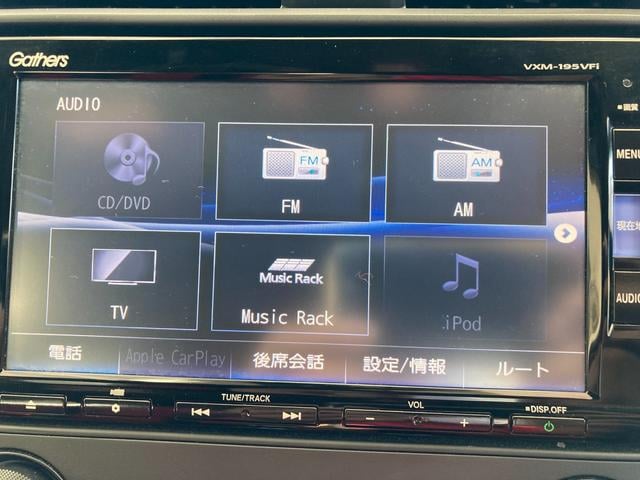 Gathers
VXM-195VFi
AUDIO
画質
CD/DVD
FM
FM
AM
AM
MENU
現在地
TV
Music Rack
Music Rack
iPod
AUDIO
電話
Apple CarPlay
後席会話
設定/情報
ルート
TUNE/TRACK
VOL
DISP.OFF